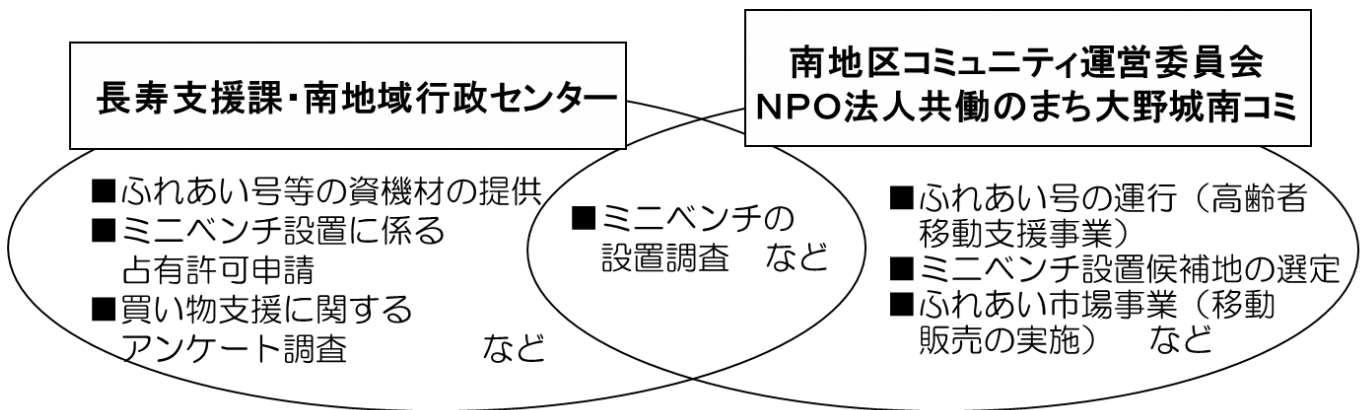 長寿支援課・南地域行政センター
■ふれあい号等の資機材の提供
■ミニベンチ設置に係る
占有許可申請
■買い物支援に関する
アンケート調査　など
■ミニベンチの
設置調査　など
南地区コミュニティ運営委員会
NPO法人共働のまち大野城南コミ
■ふれあい号の運行（高齢者
移動支援事業）
■ミニベンチ設置候補地の選定
■ふれあい市場事業（移動
販売の実施）　など